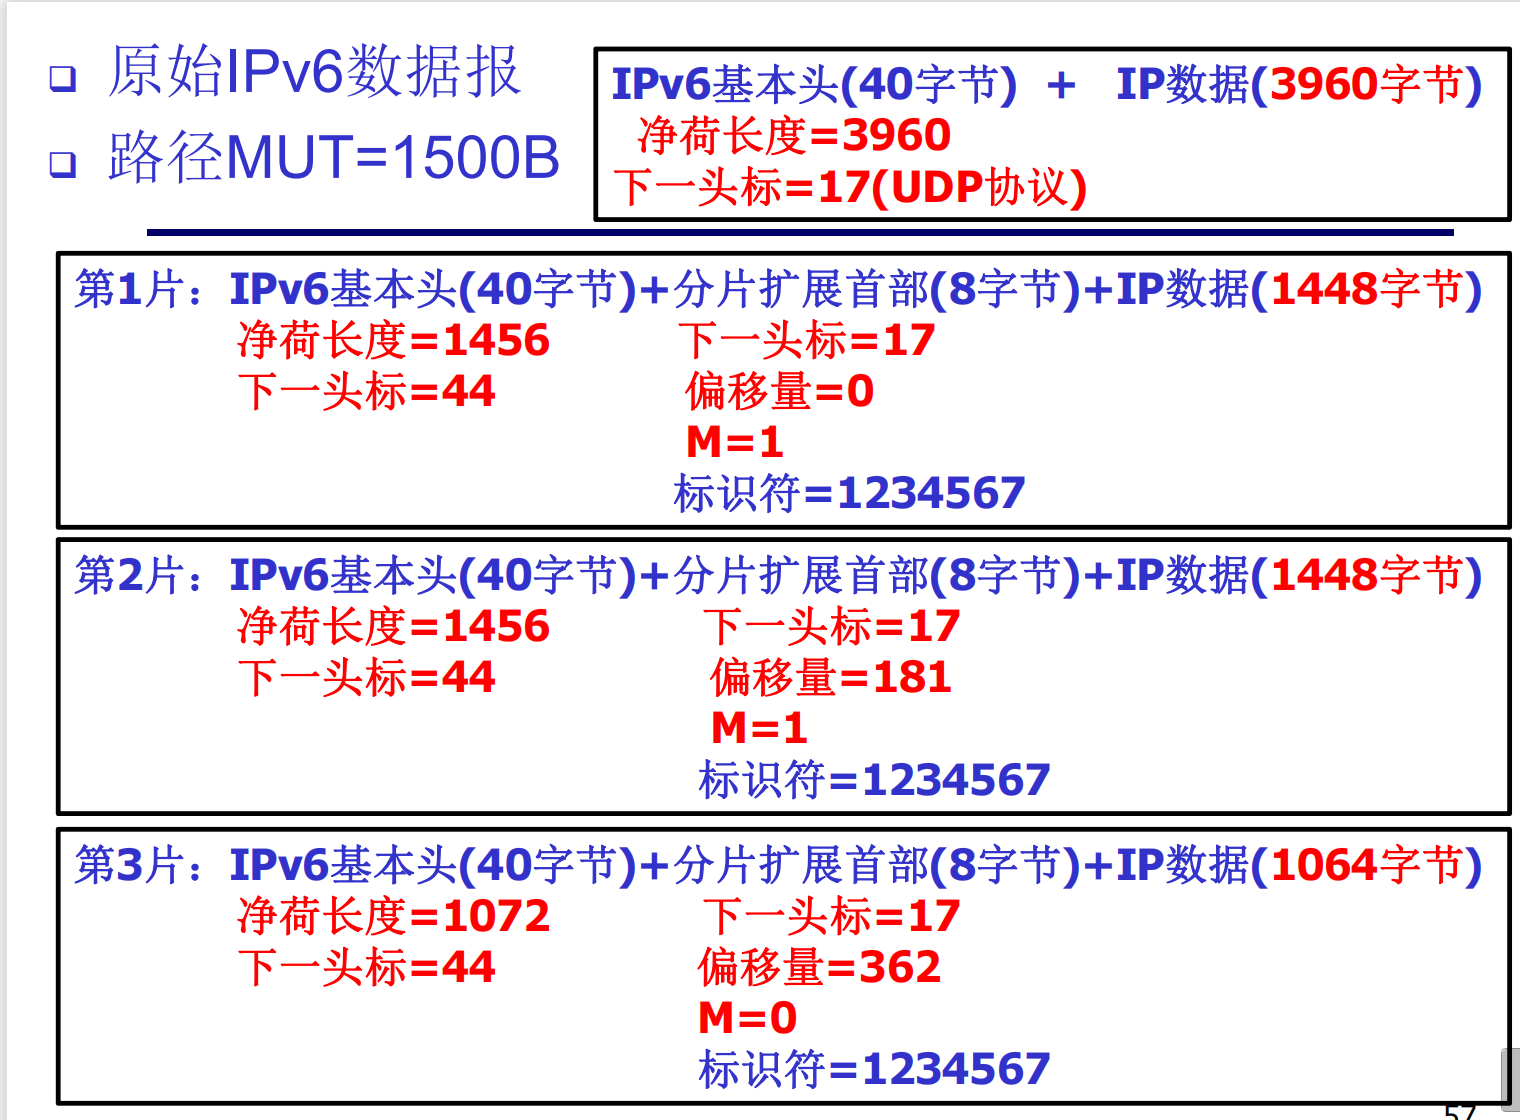 原始IPv6数据报
路径MUT=1500B
IPv6基本头(40字节) + IP数据(3960字节)
净荷长度=3960
下一头标=17(UDP协议)
第1片：IPv6基本头(40字节)+分片扩展首部(8字节)+IP数据(1448字节)
净荷长度=1456 下一头标=17
下一头标=44 偏移量=0
M=1
标识符=1234567
第2片：IPv6基本头(40字节)+分片扩展首部(8字节)+IP数据(1448字节)
净荷长度=1456 下一头标=17
下一头标=44 偏移量=181
M=1
标识符=1234567
第3片：IPv6基本头(40字节)+分片扩展首部(8字节)+IP数据(1064字节)
净荷长度=1072 下一头标=17
下一头标=44 偏移量=362
M=0
标识符=1234567
57